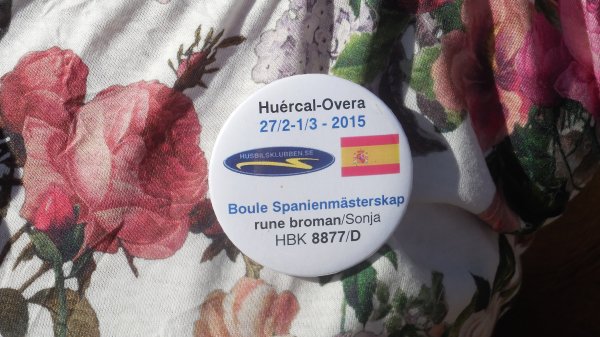 Huércal-Overa
27/2-1/3 - 2015
HUSBILSKLUBBEN.SE
Boule Spanienmästerskap
rune broman/Sonja
HBK 8877/D